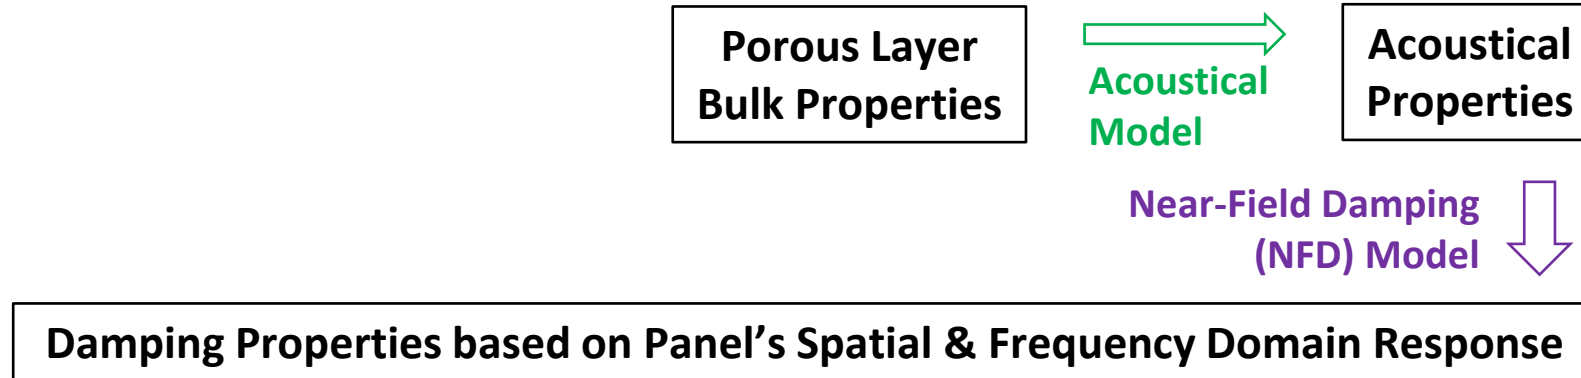 Porous Layer
Bulk Properties
Acoustical
Model
Acoustical
Properties
Near-Field Damping
(NFD) Model
Damping Properties based on Panel's Spatial & Frequency Domain Response